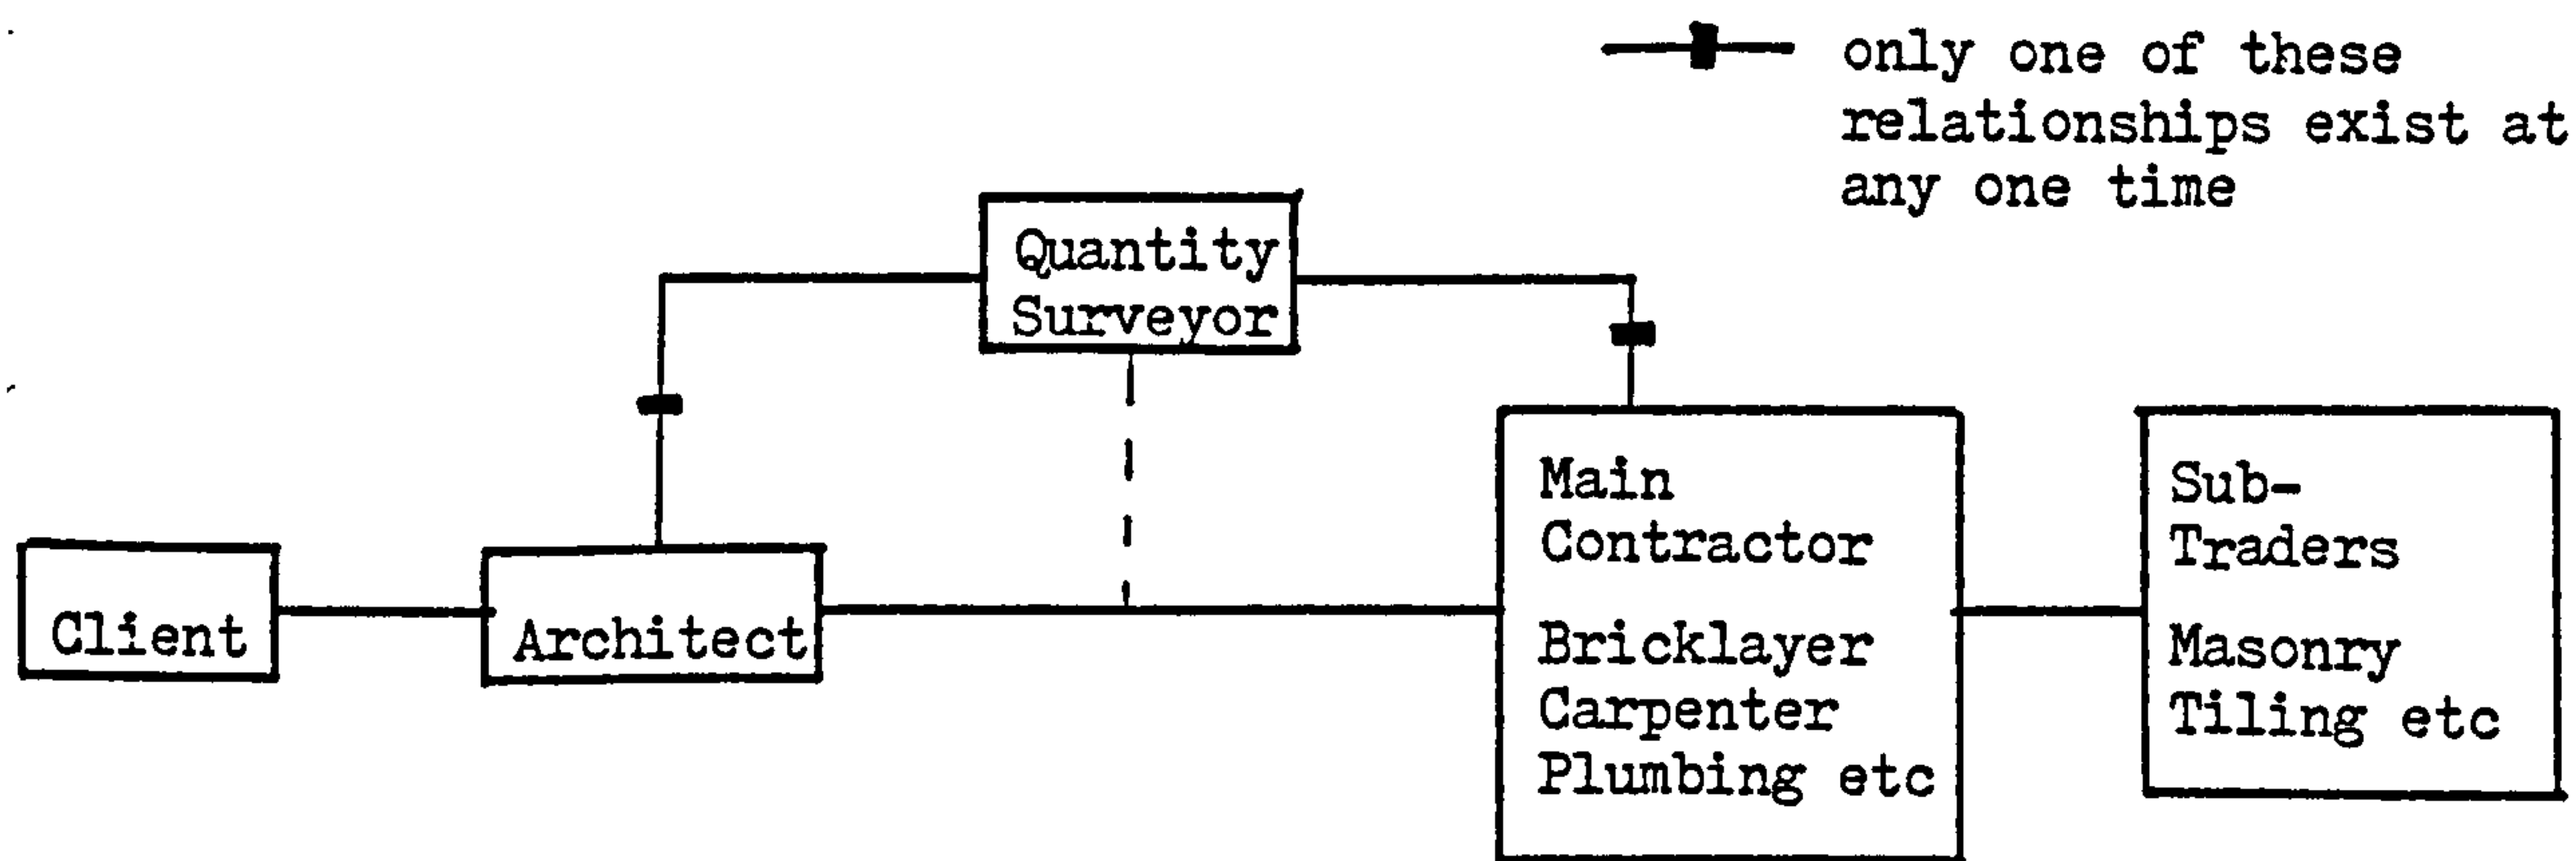 only one of these
relationships exist at
any one time
Quantity
Surveyor
Client
Architect
Main
Contractor
Bricklayer
Carpenter
Plumbing etc
Sub-
Traders
Masonry
Tiling etc